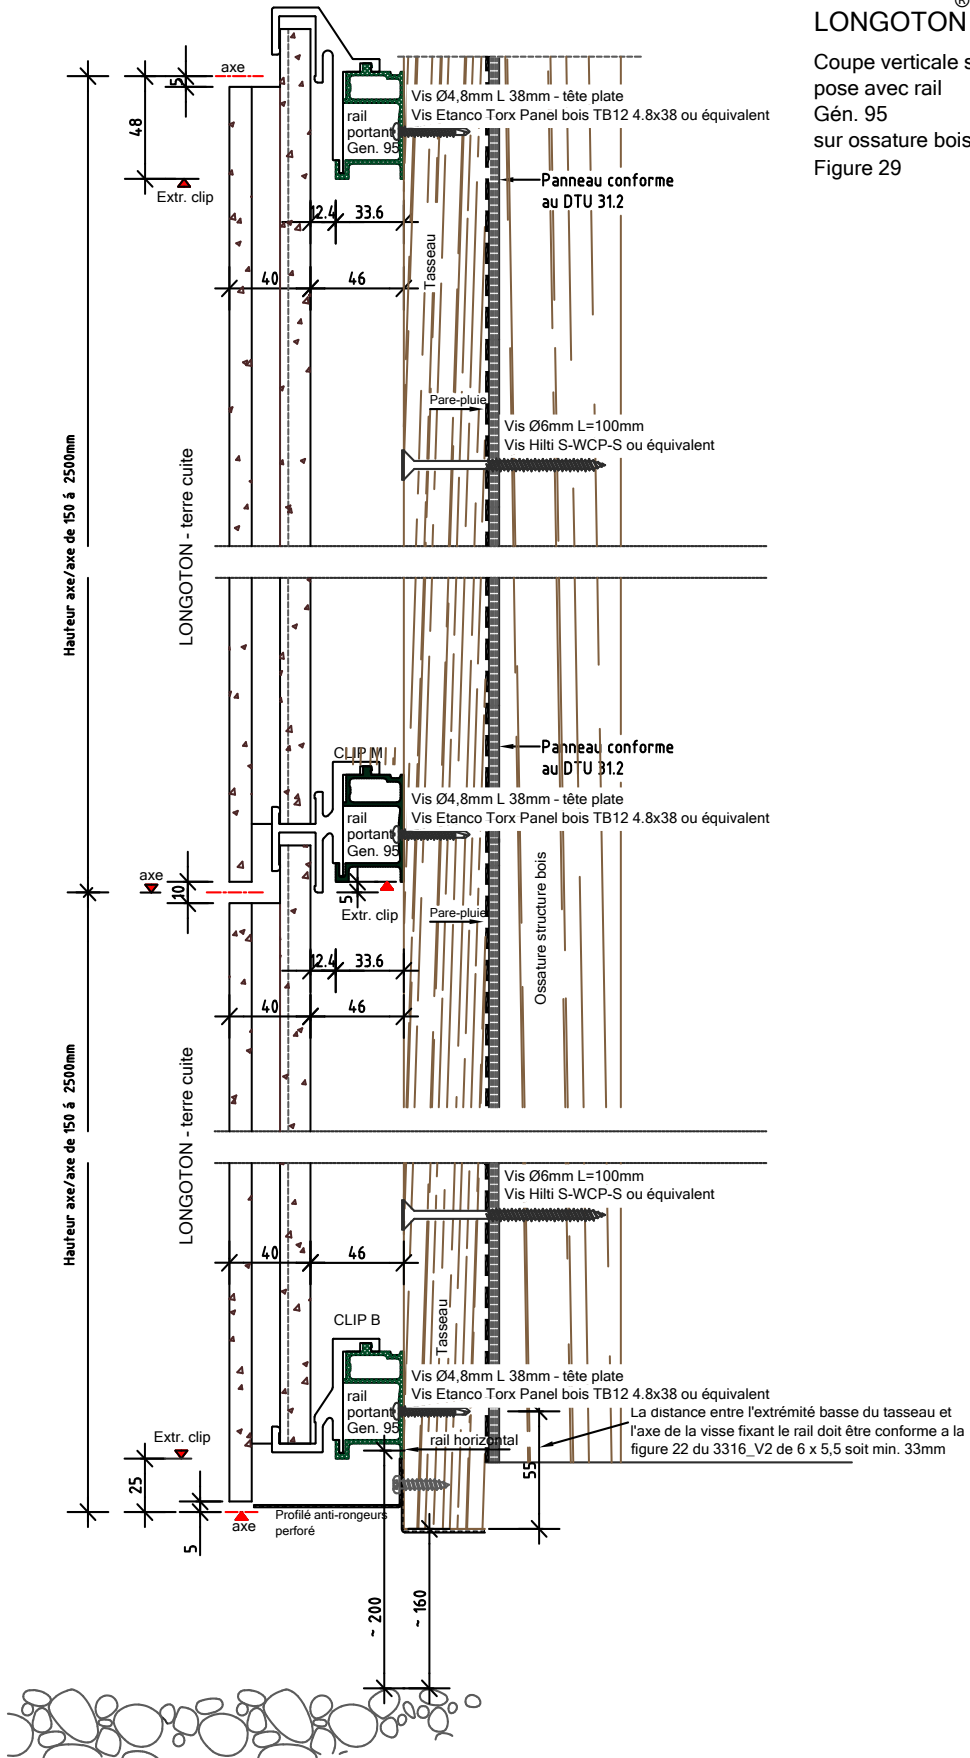 ®
LONGOTON
Coupe verticale s
pose avec rail
Gén. 95
sur ossature bois
Figure 29
axe
5
48
Extr. clip
rail
portant
Gen. 95
Vis Ø4,8mm L 38mm - tête plate
Vis Etanco Torx Panel bois TB12 4.8x38 ou équivalent
Panneau conforme
au DTU 31.2
12.4
33.6
40
46
Tasseau
Pare-pluie
Vis Ø6mm L=100mm
Vis Hilti S-WCP-S ou équivalent
Hauteur axe/axe de 150 á 2500mm
LONGOTON - terre cuite
CLIP M
Panneau conforme
au DTU 31.2
Vis Ø4,8mm L 38mm - tête plate
Vis Etanco Torx Panel bois TB12 4.8x38 ou équivalent
rail
portant
Gen. 95
axe
10
5
Extr. clip
Pare-pluie
Ossature structure bois
12.4
33.6
40
46
Hauteur axe/axe de 150 á 2500mm
LONGOTON - terre cuite
Vis Ø6mm L=100mm
Vis Hilti S-WCP-S ou équivalent
40
46
CLIP B
Tasseau
Vis Ø4,8mm L 38mm - tête plate
Vis Etanco Torx Panel bois TB12 4.8x38 ou équivalent
rail
portant
Gen. 95
La distance entre l'extrémité basse du tasseau et
l'axe de la visse fixant le rail doit être conforme a la
figure 22 du 3316_V2 de 6 x 5,5 soit min. 33mm
rail horizontal
55
Extr. clip
25
axe
5
Profilé anti-rongeurs
perforé
~ 200
~ 160